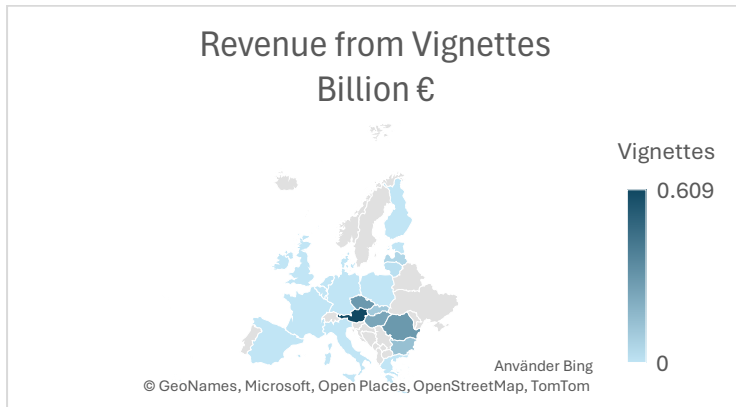 Revenue from Vignettes
Billion €
Vignettes
0.609
0
Använder Bing
© GeoNames, Microsoft, Open Places, OpenStreetMap, TomTom